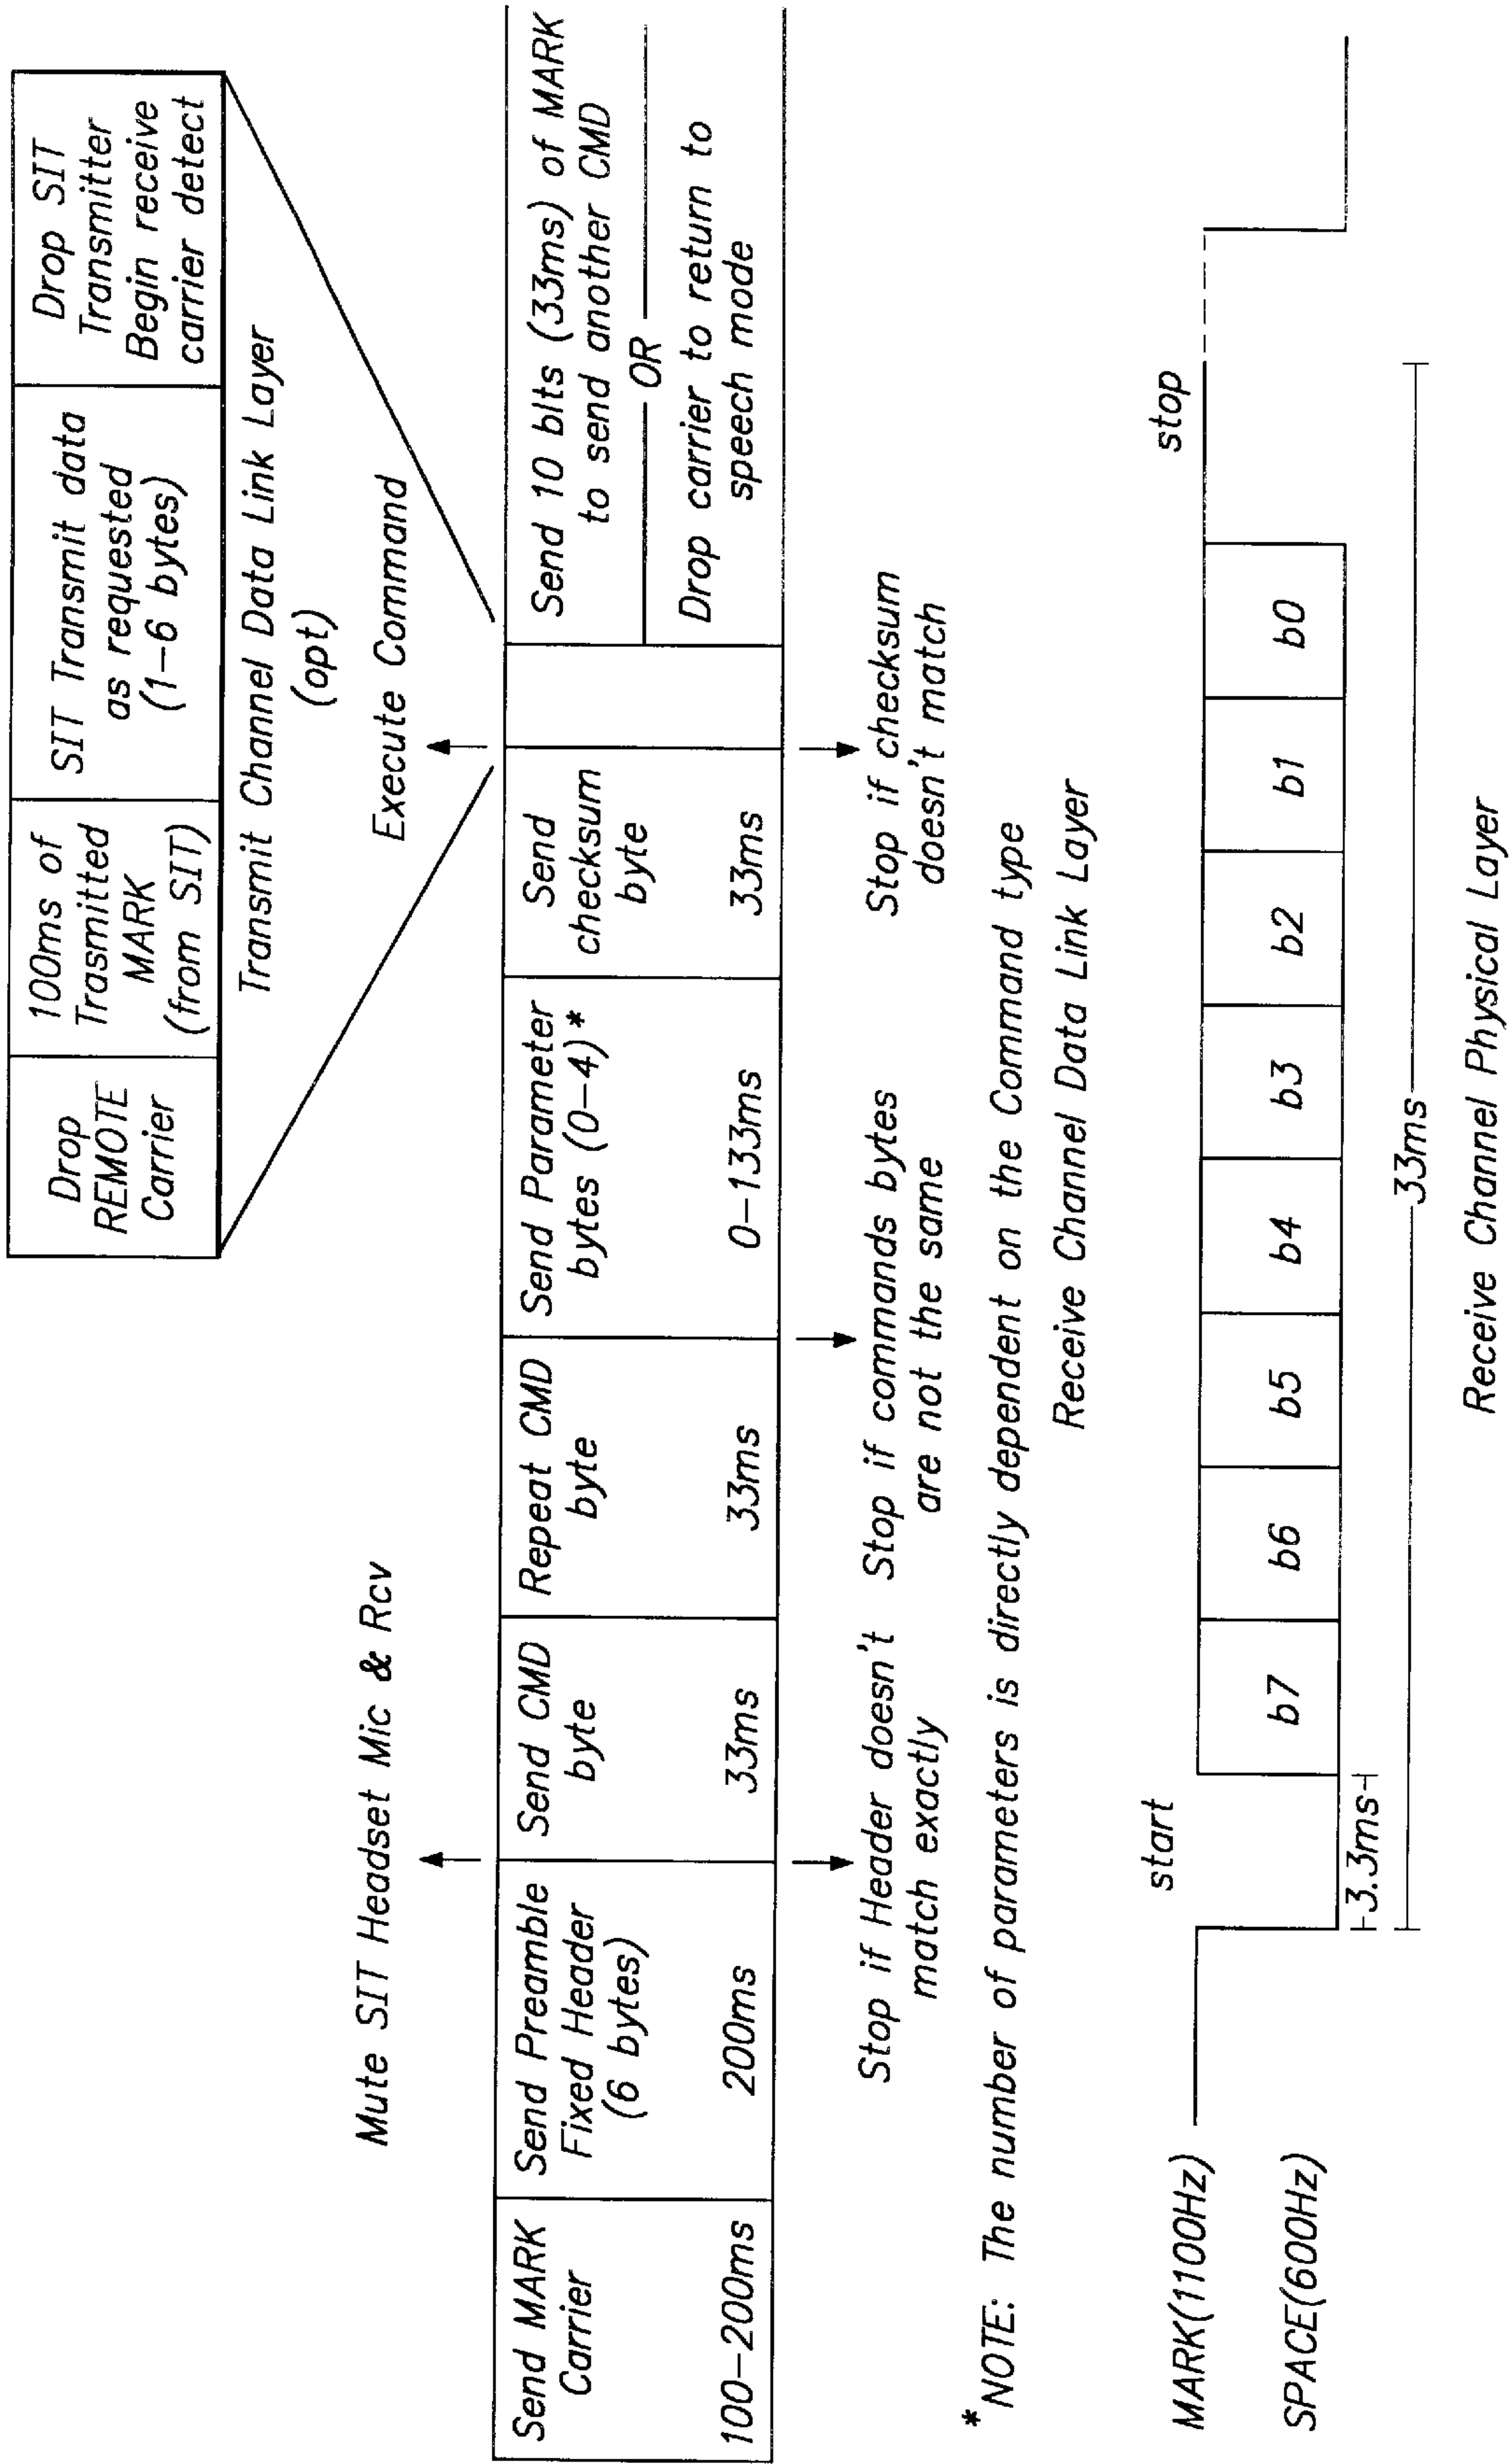 Drop
REMOTE
Carrier
100ms of
Trasmitted
MARK
(from SIT)
SIT Transmit data
as requested
(1-6 bytes)
Drop SIT
Transmitter
Begin receive
carrier detect
Transmit Channel Data Link Layer
(opt)
Mute SIT Headset Mic & Rcv
Execute Command
Send MARK
Carrier
100-200ms
Send Preamble
Fixed Header
(6 bytes)
200ms
Send CMD
byte
33ms
Repeat CMD
byte
33ms
Send Parameter
bytes (0-4)*
0-133ms
Send
checksum
byte
33ms
Send 10 blts (33ms) of MARK
to send another CMD
OR
Drop carrier to return to
speech mode
Stop if Header doesn't
match exactly
Stop if commands bytes
are not the same
Stop if checksum
doesn't match
*NOTE: The number of parameters is directly dependent on the Command type
Receive Channel Data Link Layer
MARK(1100Hz)
SPACE(600Hz)
start
b7
b6
b5
b4
b3
b2
b1
b0
stop
3.3ms
33ms
Receive Channel Physical Layer